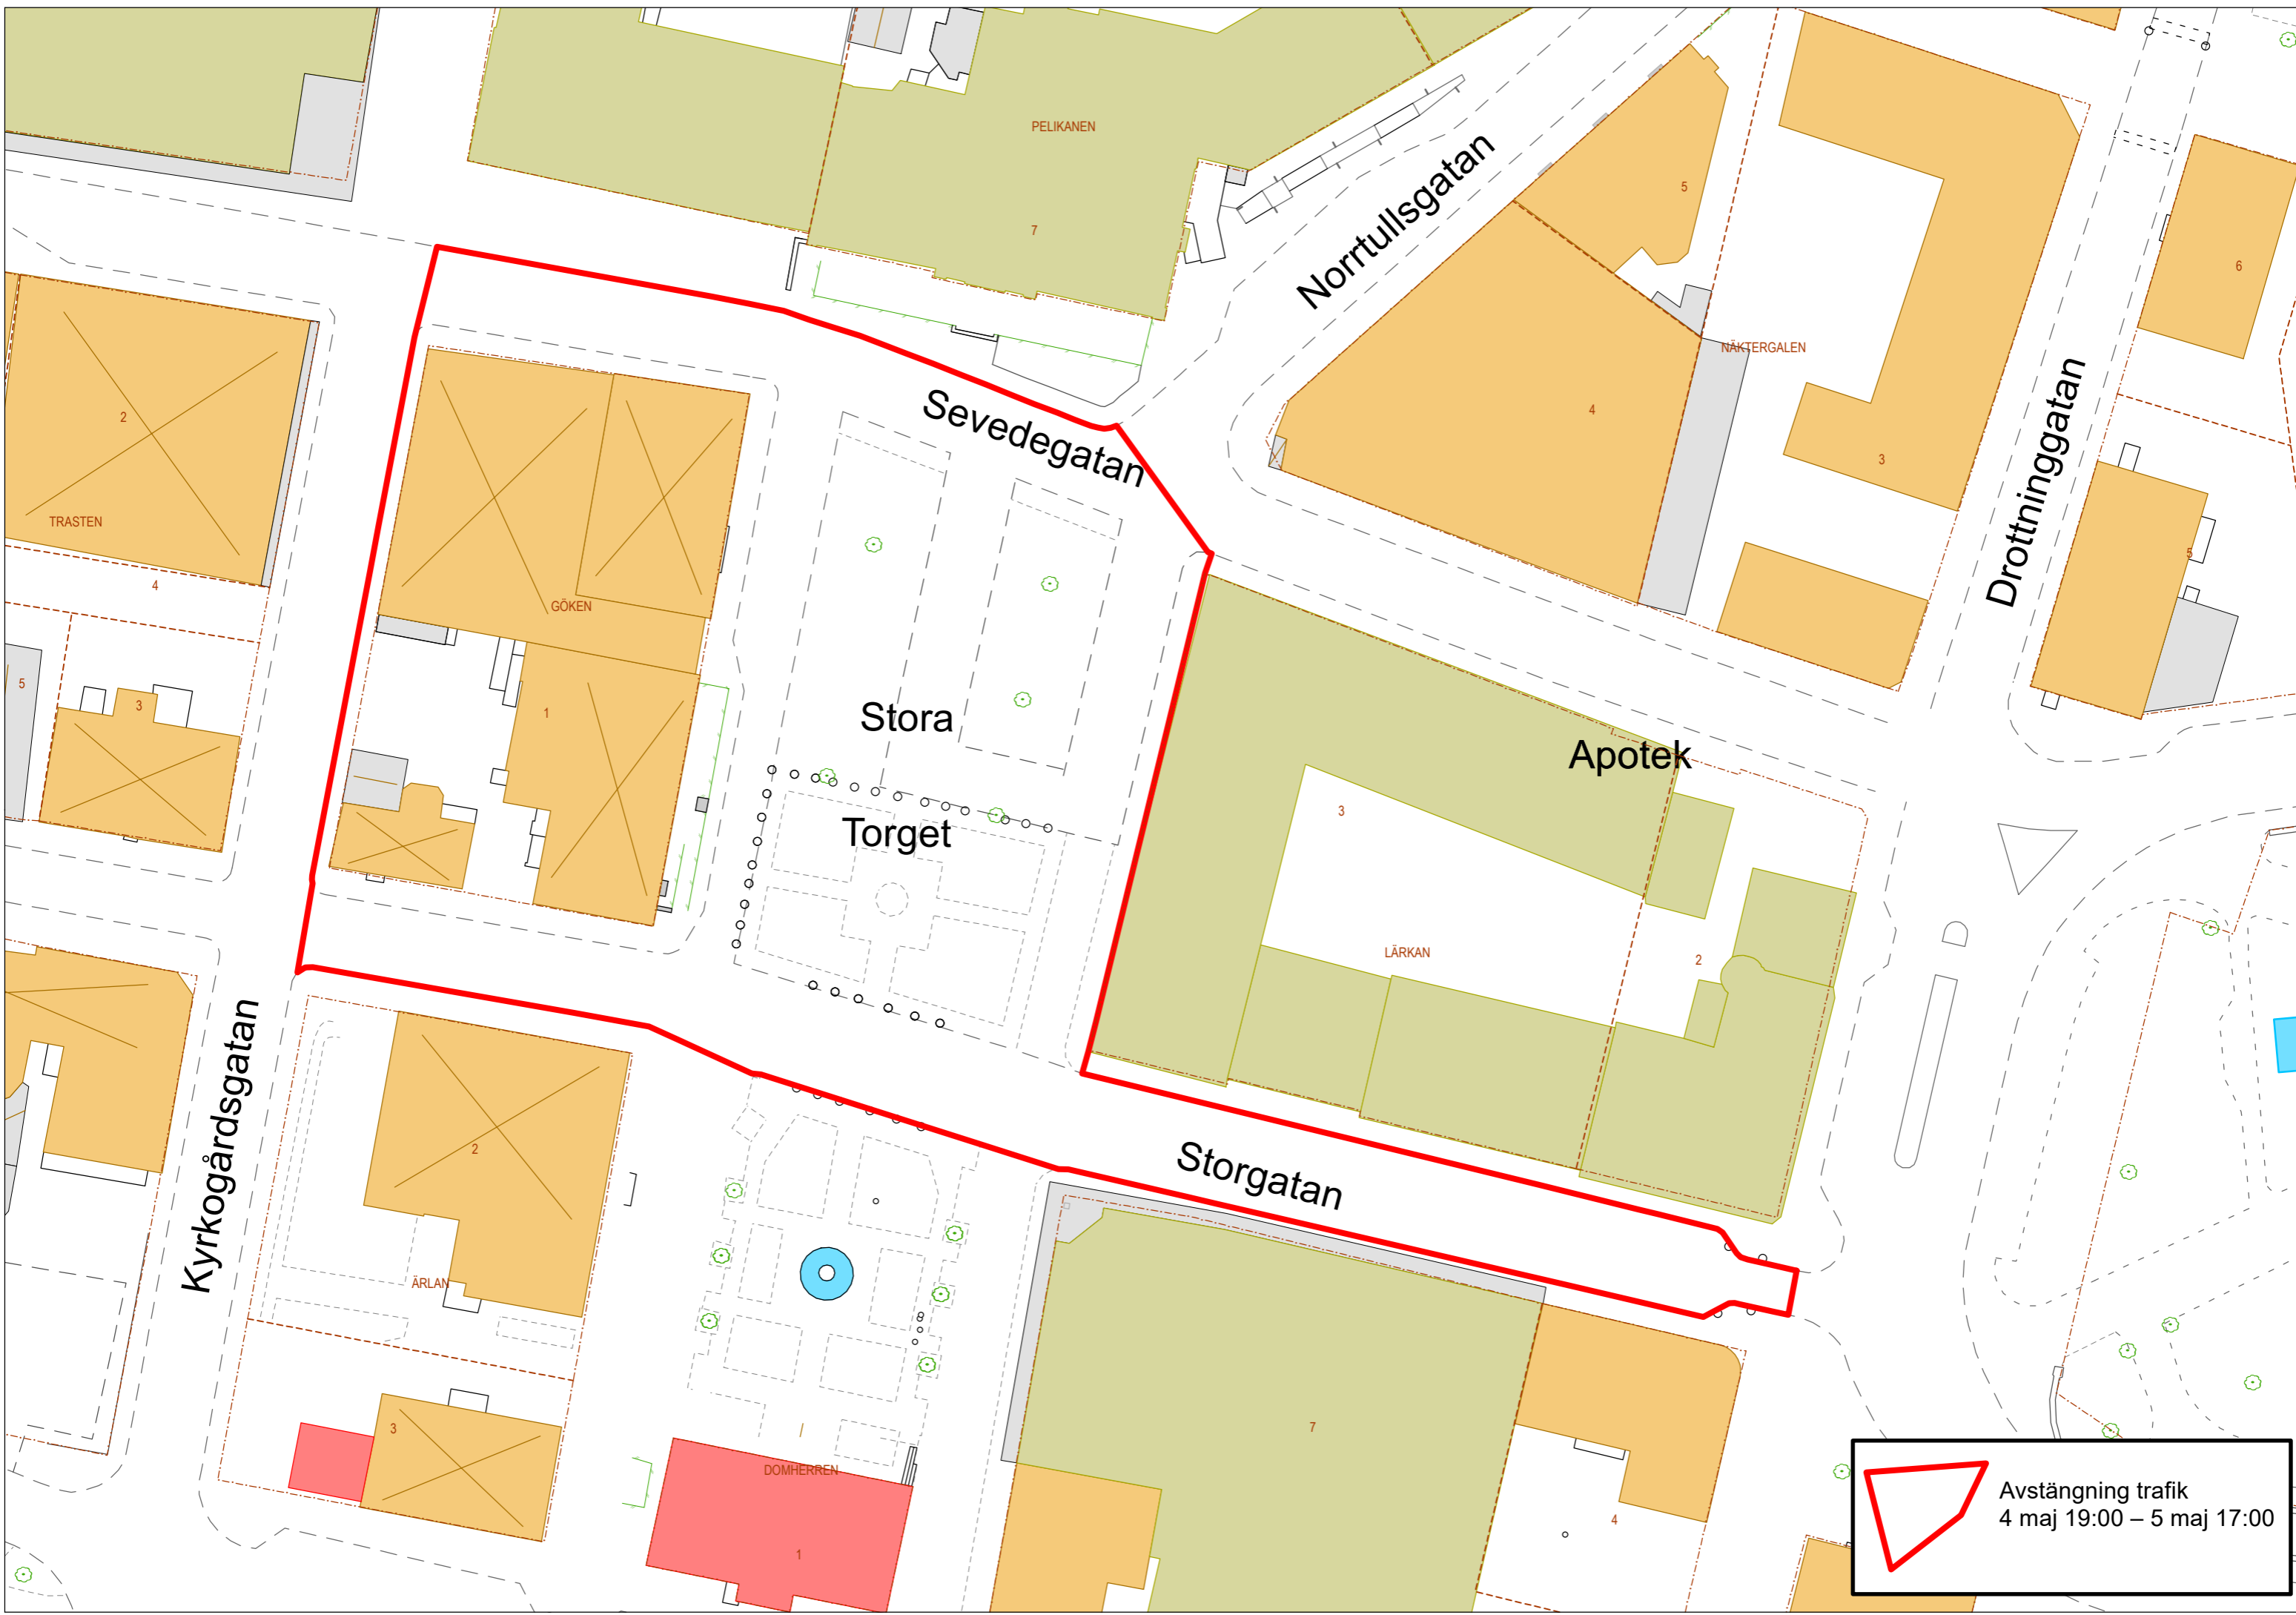 PELIKANEN
7
Norrtullsgatan
5
6
NÄKTERGALEN
4
3
Drottninggatan
5
2
TRASTEN
4
5
3
Sevedegatan
GÖKEN
1
Stora
Torget
Apotek
3
LÄRKAN
2
Kyrkogårdsgatan
2
ÄRLAN
3
Storgatan
DOMHERREN
1
7
4
Avstängning trafik
4 maj 19:00 – 5 maj 17:00